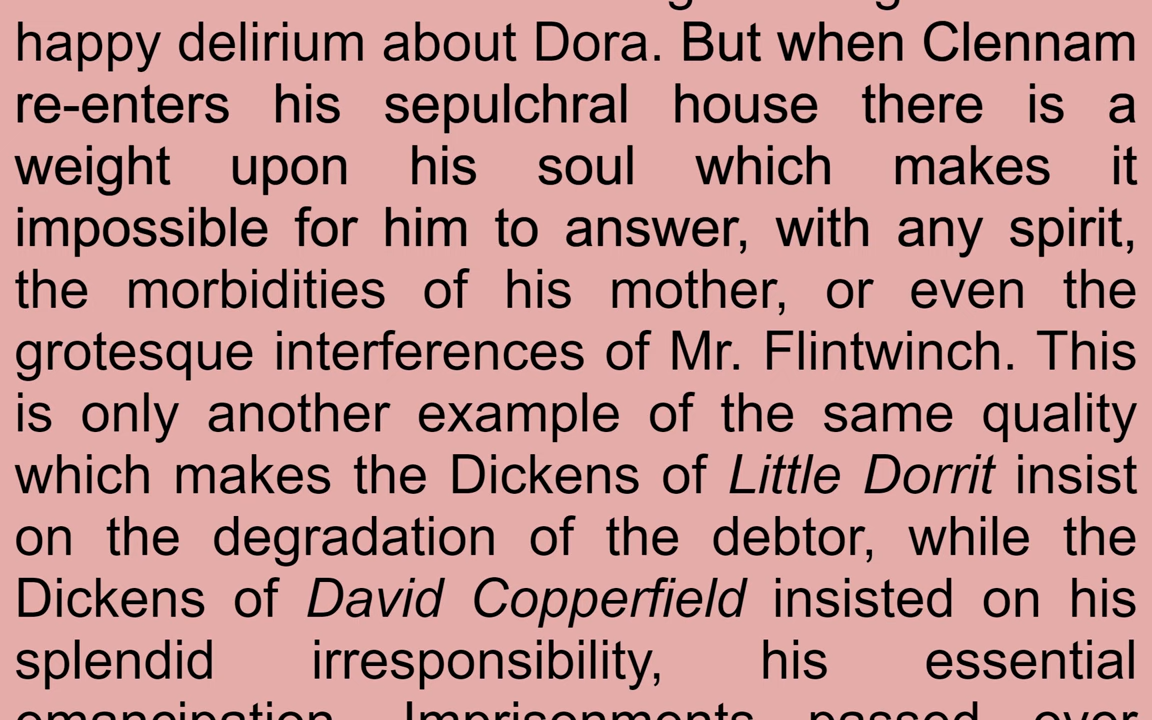 happy delirium about Dora. But when Clennam
re-enters his sepulchral house there is a
weight upon his soul which makes it
impossible for him to answer, with any spirit,
the morbidities of his mother, or even the
grotesque interferences of Mr. Flintwinch. This
is only another example of the same quality
which makes the Dickens of Little Dorrit insist
on the degradation of the debtor, while the
Dickens of David Copperfield insisted on his
splendid irresponsibility, his essential
emancipation. Imprisonments passed over